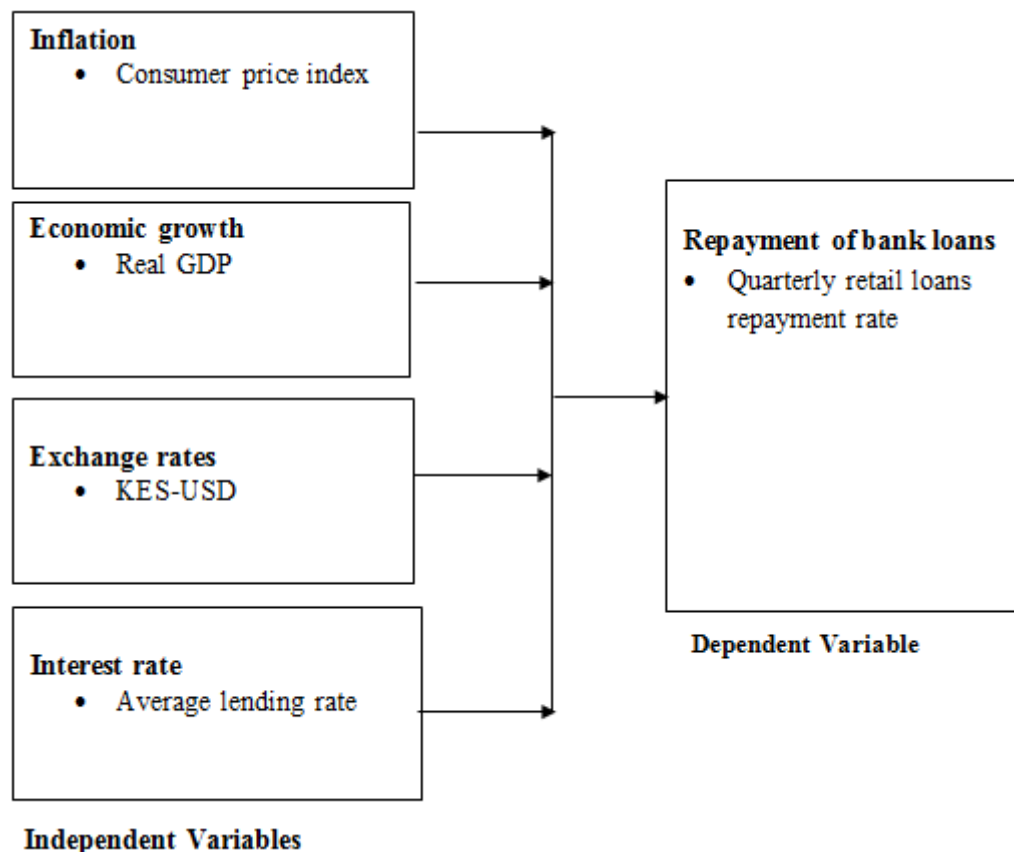 Inflation
• Consumer price index
Economic growth
• Real GDP
Exchange rates
• KES-USD
Interest rate
• Average lending rate
Independent Variables
Repayment of bank loans
• Quarterly retail loans
repayment rate
Dependent Variable